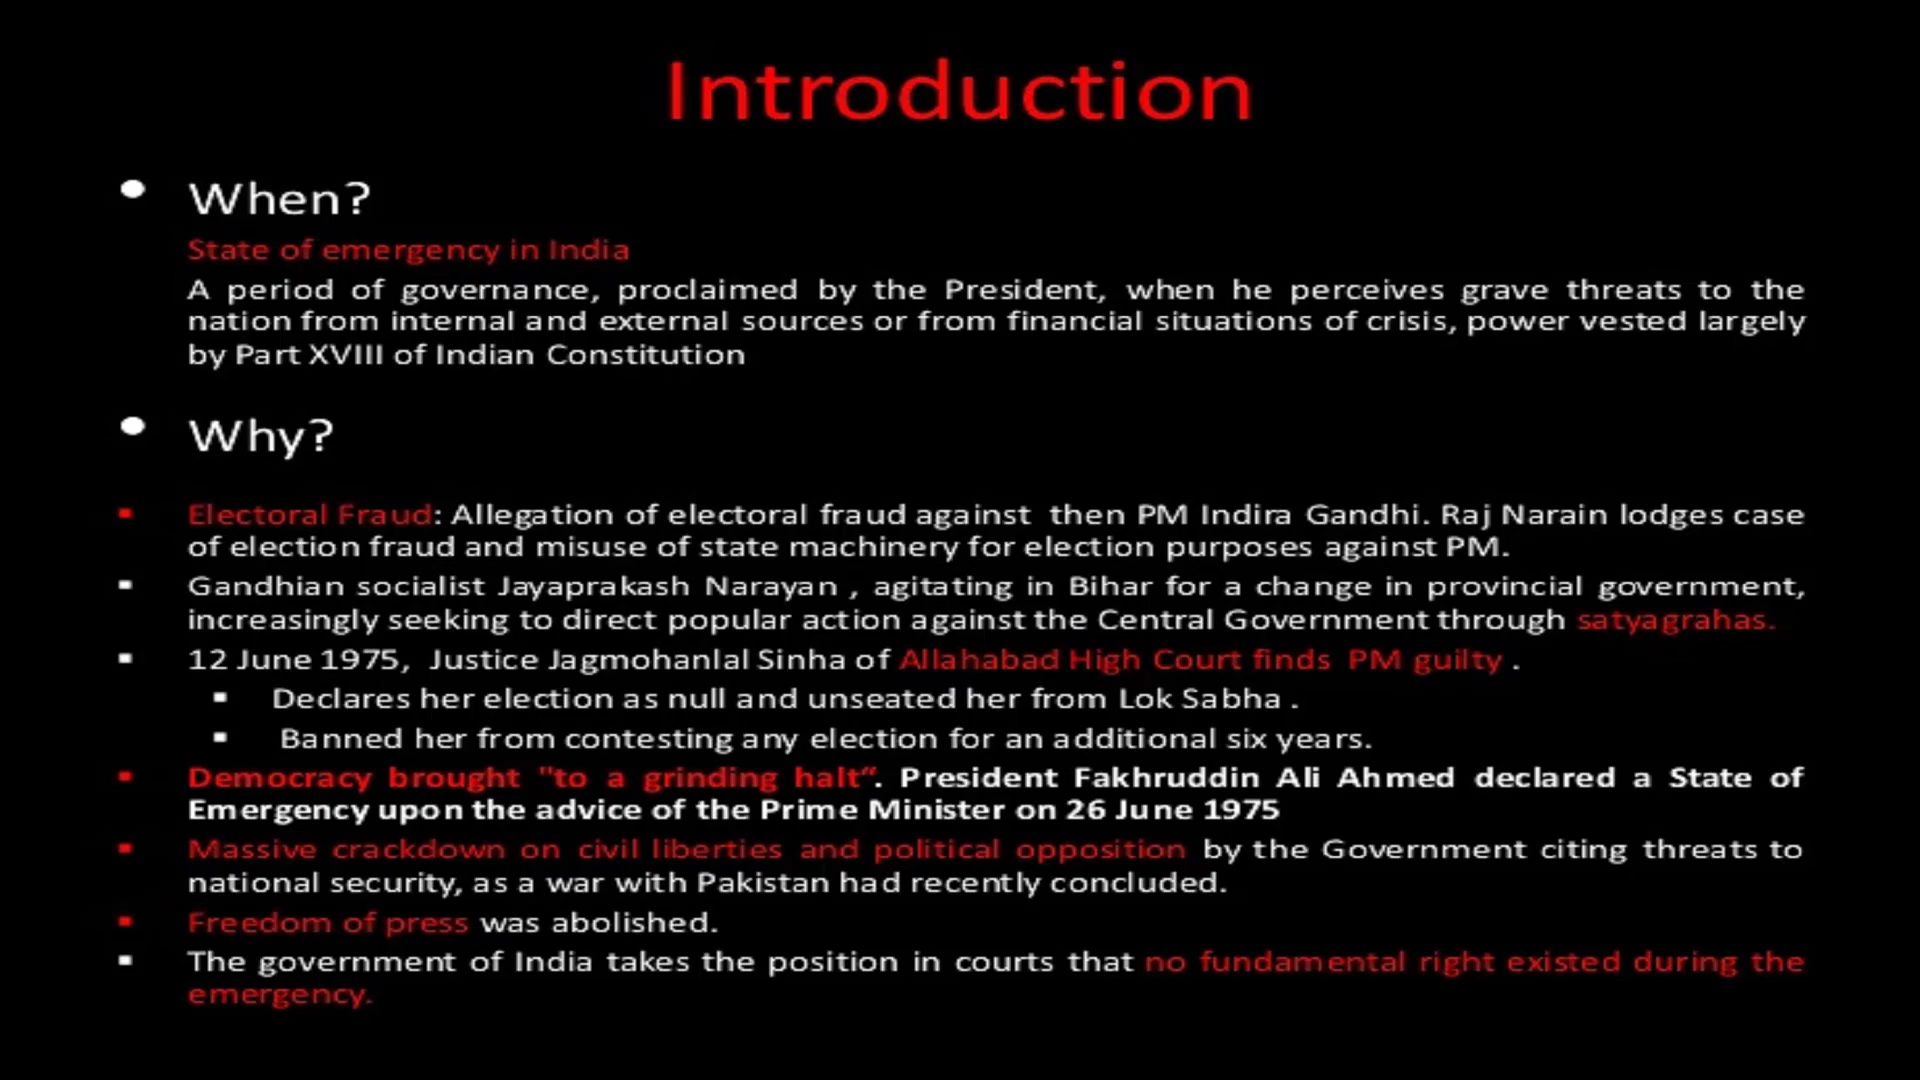 Introduction
• When?
State of emergency in India
A period of governance, proclaimed by the President, when he perceives grave threats to the
nation from internal and external sources or from financial situations of crisis, power vested largely
by Part XVIII of Indian Constitution
• Why?
▪ Electoral Fraud: Allegation of electoral fraud against then PM Indira Gandhi. Raj Narain lodges case
of election fraud and misuse of state machinery for election purposes against PM.
▪ Gandhian socialist Jayaprakash Narayan , agitating in Bihar for a change in provincial government,
increasingly seeking to direct popular action against the Central Government through satyagrahas.
▪ 12 June 1975, Justice Jagmohanlal Sinha of Allahabad High Court finds PM guilty .
▪ Declares her election as null and unseated her from Lok Sabha .
▪ Banned her from contesting any election for an additional six years.
▪ Democracy brought "to a grinding halt“. President Fakhruddin Ali Ahmed declared a State of
Emergency upon the advice of the Prime Minister on 26 June 1975
▪ Massive crackdown on civil liberties and political opposition by the Government citing threats to
national security, as a war with Pakistan had recently concluded.
▪ Freedom of press was abolished.
▪ The government of India takes the position in courts that no fundamental right existed during the
emergency.